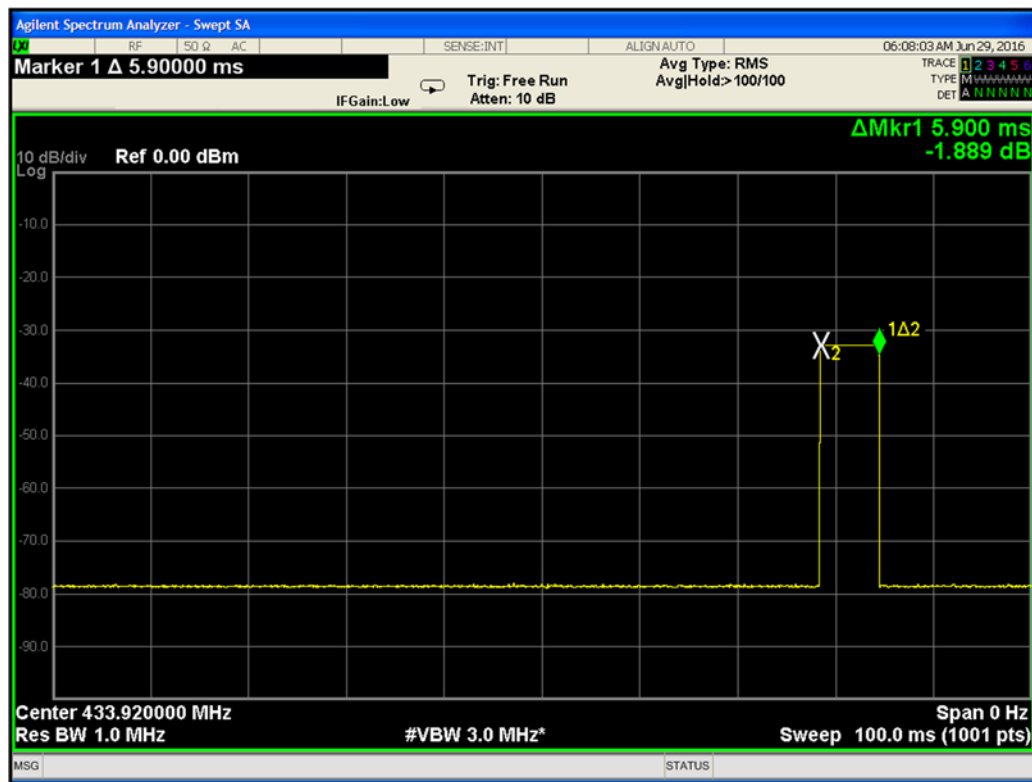 Agilent Spectrum Analyzer - Swept SA
LXI RF 50 Ω AC SENSE:INT ALIGN AUTO 06:08:03 AM Jun 29, 2016
Marker 1 Δ 5.90000 ms
IFGain:Low
Trig: Free Run
Atten: 10 dB
Avg Type: RMS
Avg|Hold:>100/100
TRACE 1 2 3 4 5 6
TYPE MWWWWW
DET A N N N N N
ΔMkr1 5.900 ms
-1.889 dB
10 dB/div Ref 0.00 dBm
Log
-10.0
-20.0
-30.0
1Δ2
2
-40.0
-50.0
-60.0
-70.0
-80.0
-90.0
Center 433.920000 MHz Span 0 Hz
Res BW 1.0 MHz #VBW 3.0 MHz* Sweep 100.0 ms (1001 pts)
MSG STATUS